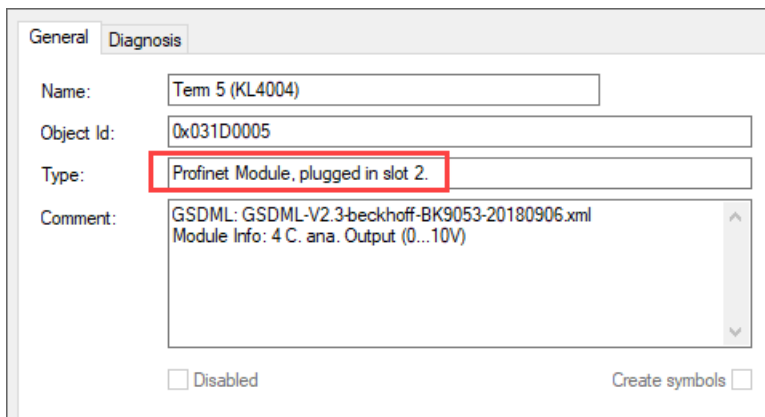 General
Diagnosis
Name:
Term 5 (KL4004)
Object Id:
0x031D0005
Type:
Profinet Module, plugged in slot 2.
Comment:
GSDML: GSDML-V2.3-beckhoff-BK9053-20180906.xml
Module Info: 4 C. ana. Output (0...10V)
Disabled
Create symbols